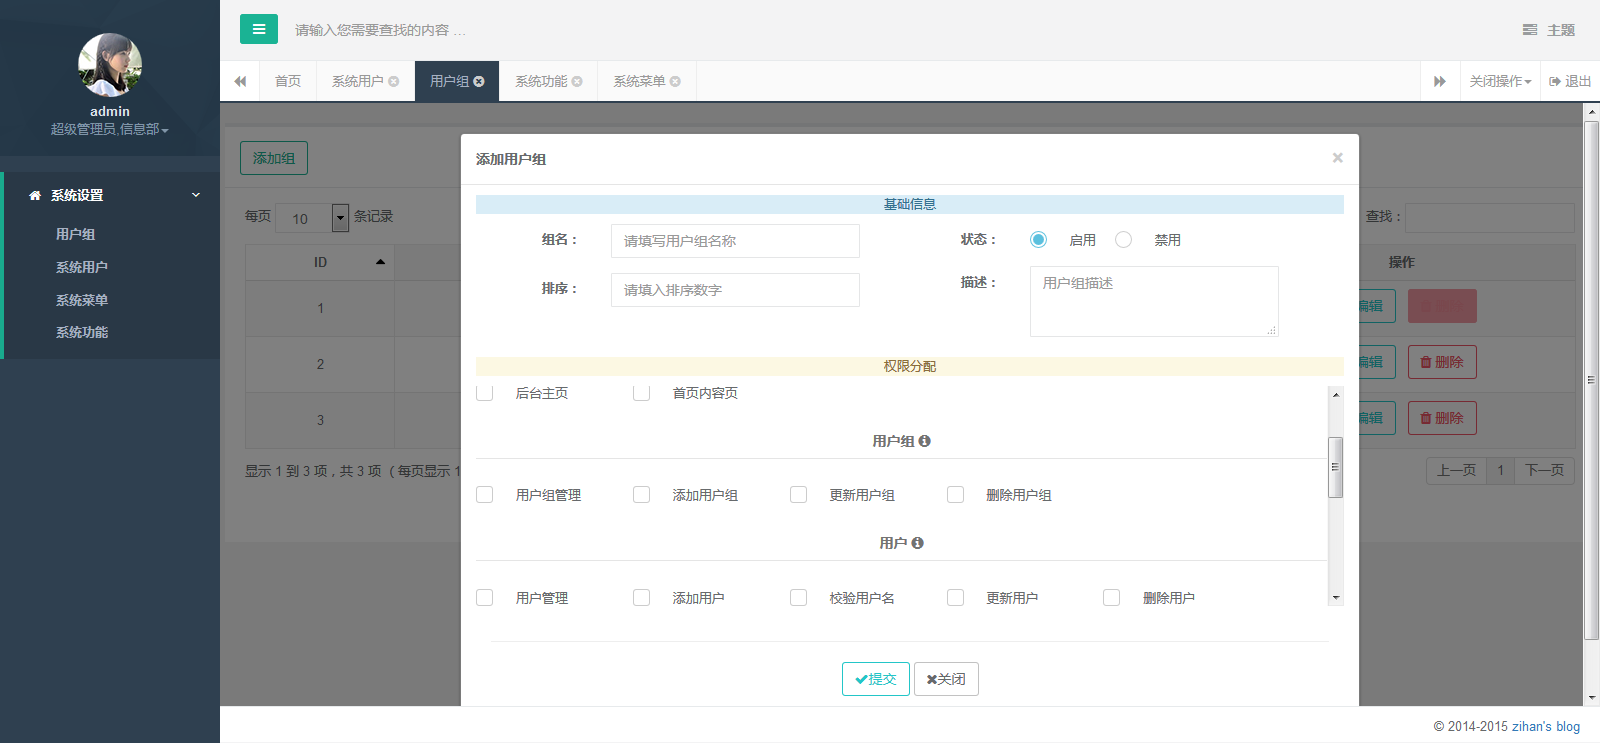 请输入您需要查找的内容 …
主题
admin
超级管理员,信息部
首页
系统用户
用户组
系统功能
系统菜单
关闭操作
退出
系统设置
用户组
系统用户
系统菜单
系统功能
添加组
每页 10 条记录
查找：
ID
操作
1
编辑
2
编辑 删除
3
编辑 删除
显示 1 到 3 项，共 3 项 （每页显示 1
上一页 1 下一页
添加用户组
×
基础信息
组名： 请填写用户组名称
状态： 启用 禁用
排序： 请填入排序数字
描述： 用户组描述
权限分配
后台主页 首页内容页
用户组
用户组管理 添加用户组 更新用户组 删除用户组
用户
用户管理 添加用户 校验用户名 更新用户 删除用户
提交 关闭
© 2014-2015 zihan's blog